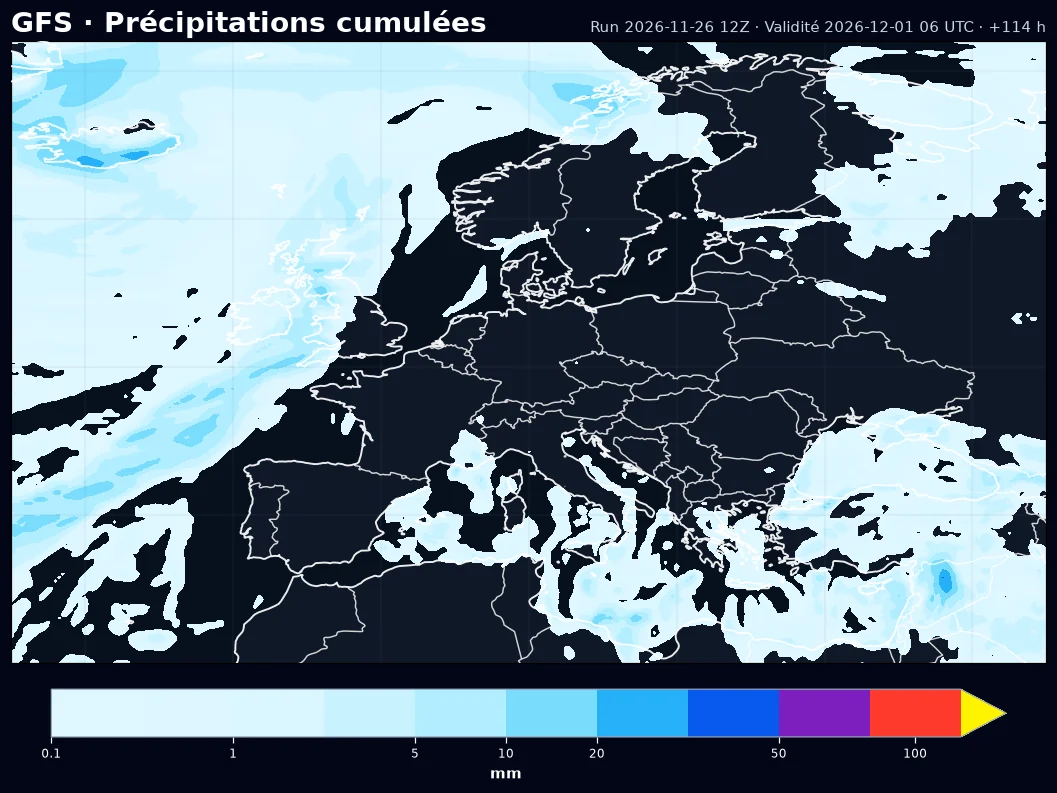 GFS · Précipitations cumulées
Run 2026-11-26 12Z · Validité 2026-12-01 06 UTC · +114 h
0.1 1 5 10 20 50 100
mm